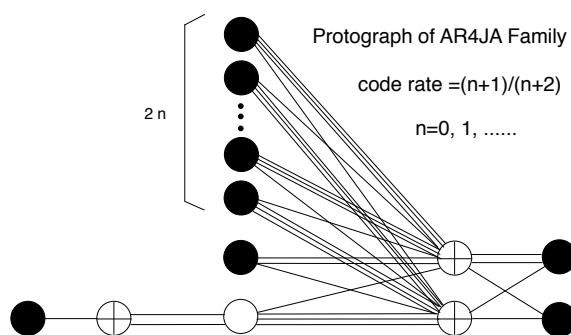 Protograph of AR4JA Family
code rate =(n+1)/(n+2)
2 n
n=0, 1, ......